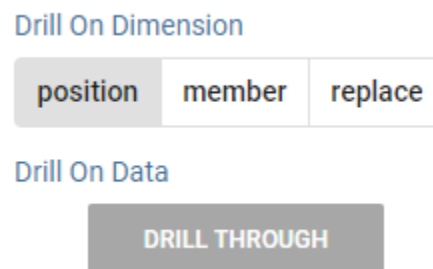 Drill On Dimension
position member replace
Drill On Data
DRILL THROUGH